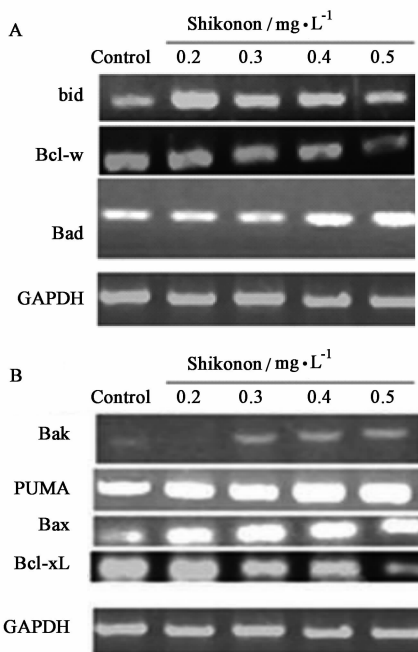 A
Shikonon / mg·L-1
Control 0.2 0.3 0.4 0.5
bid
Bcl-w
Bad
GAPDH
B
Shikonon / mg·L-1
Control 0.2 0.3 0.4 0.5
Bak
PUMA
Bax
Bcl-xL
GAPDH